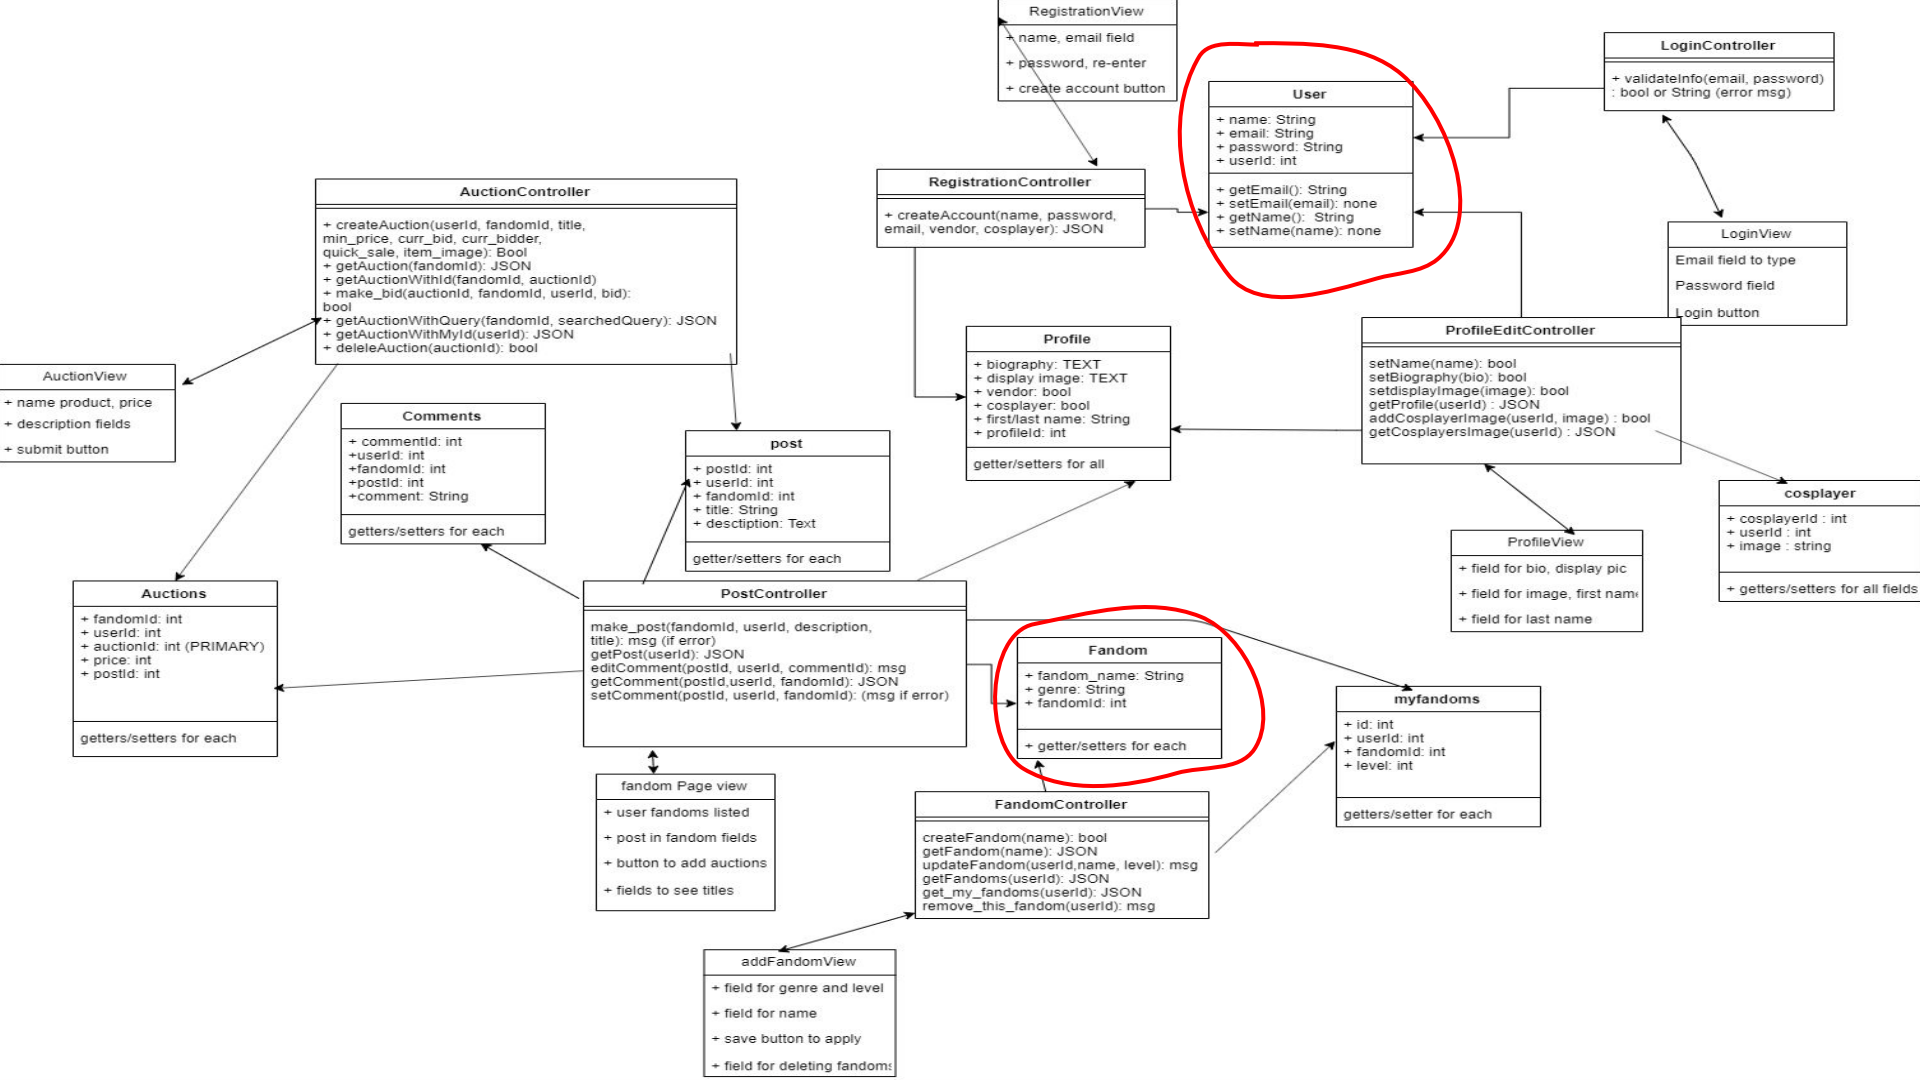 RegistrationView
+ name, email field
+ password, re-enter
+ create account button
LoginController
+ validateInfo(email, password)
: bool or String (error msg)
User
+ name: String
+ email: String
+ password: String
+ userId: int
+ getEmail(): String
+ setEmail(email): none
+ getName():  String
+ setName(name): none
AuctionController
+ createAuction(userId, fandomId, title,
min_price, curr_bid, curr_bidder,
quick_sale, item_image): Bool
+ getAuction(fandomId): JSON
+ getAuctionWithId(fandomId, auctionId)
+ make_bid(auctionId, fandomId, userId, bid):
bool
+ getAuctionWithQuery(fandomId, searchedQuery): JSON
+ getAuctionWithMyId(userId): JSON
+ deleleAuction(auctionId): bool
RegistrationController
+ createAccount(name, password,
email, vendor, cosplayer): JSON
LoginView
Email field to type
Password field
Login button
Profile
+ biography: TEXT
+ display image: TEXT
+ vendor: bool
+ cosplayer: bool
+ first/last name: String
+ profileId: int
getter/setters for all
ProfileEditController
setName(name): bool
setBiography(bio): bool
setdisplayImage(image): bool
getProfile(userId) : JSON
addCosplayerImage(userId, image) : bool
getCosplayersImage(userId) : JSON
AuctionView
+ name product, price
+ description fields
+ submit button
Comments
+ commentId: int
+userId: int
+fandomId: int
+postId: int
+comment: String
getters/setters for each
post
+ postId: int
+ userId: int
+ fandomId: int
+ title: String
+ desctiption: Text
getter/setters for each
cosplayer
+ cosplayerId : int
+ userId : int
+ image : string
+ getters/setters for all fields
ProfileView
+ field for bio, display pic
+ field for image, first name
+ field for last name
Auctions
+ fandomId: int
+ userId: int
+ auctionId: int (PRIMARY)
+ price: int
+ postId: int
getters/setters for each
PostController
make_post(fandomId, userId, description,
title): msg (if error)
getPost(userId): JSON
editComment(postId, userId, commentId): msg
getComment(postId,userId, fandomId): JSON
setComment(postId, userId, fandomId): (msg if error)
Fandom
+ fandom_name: String
+ genre: String
+ fandomId: int
+ getter/setters for each
myfandoms
+ id: int
+ userId: int
+ fandomId: int
+ level: int
getters/setter for each
fandom Page view
+ user fandoms listed
+ post in fandom fields
+ button to add auctions
+ fields to see titles
FandomController
createFandom(name): bool
getFandom(name): JSON
updateFandom(userId,name, level): msg
getFandoms(userId): JSON
get_my_fandoms(userId): JSON
remove_this_fandom(userId): msg
addFandomView
+ field for genre and level
+ field for name
+ save button to apply
+ field for deleting fandoms